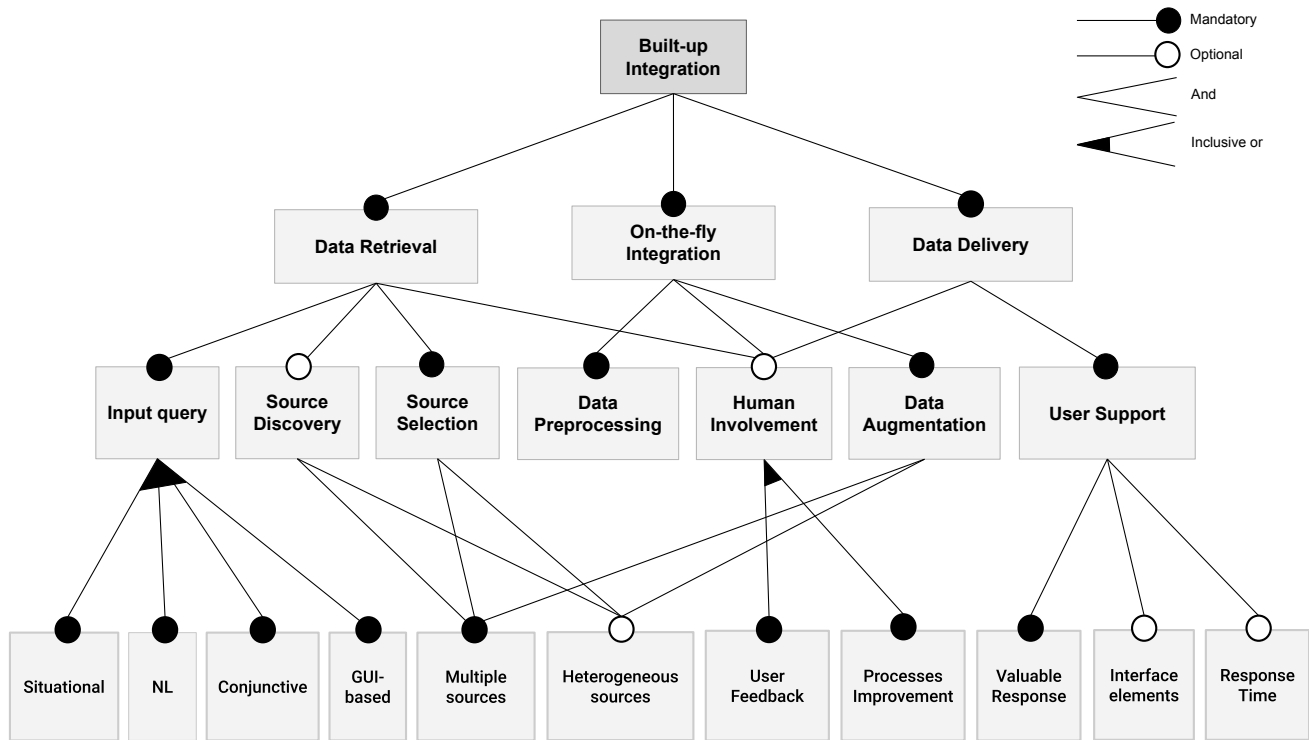 Built-up
Integration
Mandatory
Optional
And
Inclusive or
Data Retrieval
On-the-fly
Integration
Data Delivery
Input query
Source
Discovery
Source
Selection
Data
Preprocessing
Human
Involvement
Data
Augmentation
User Support
Situational
NL
Conjunctive
GUI-
based
Multiple
sources
Heterogeneous
sources
User
Feedback
Processes
Improvement
Valuable
Response
Interface
elements
Response
Time